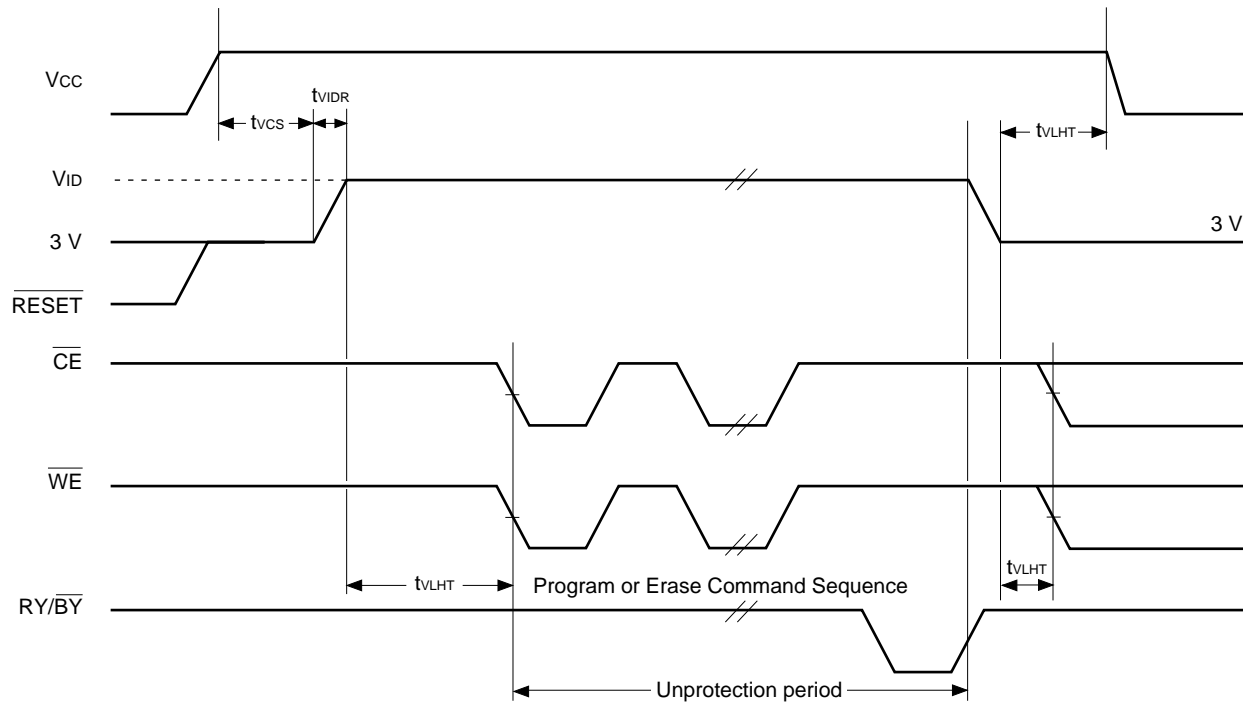 VCC
tVIDR
tVCS
tVLHT
VID
3 V
3 V
RESET
CE
WE
tVLHT
Program or Erase Command Sequence
tVLHT
RY/BY
Unprotection period